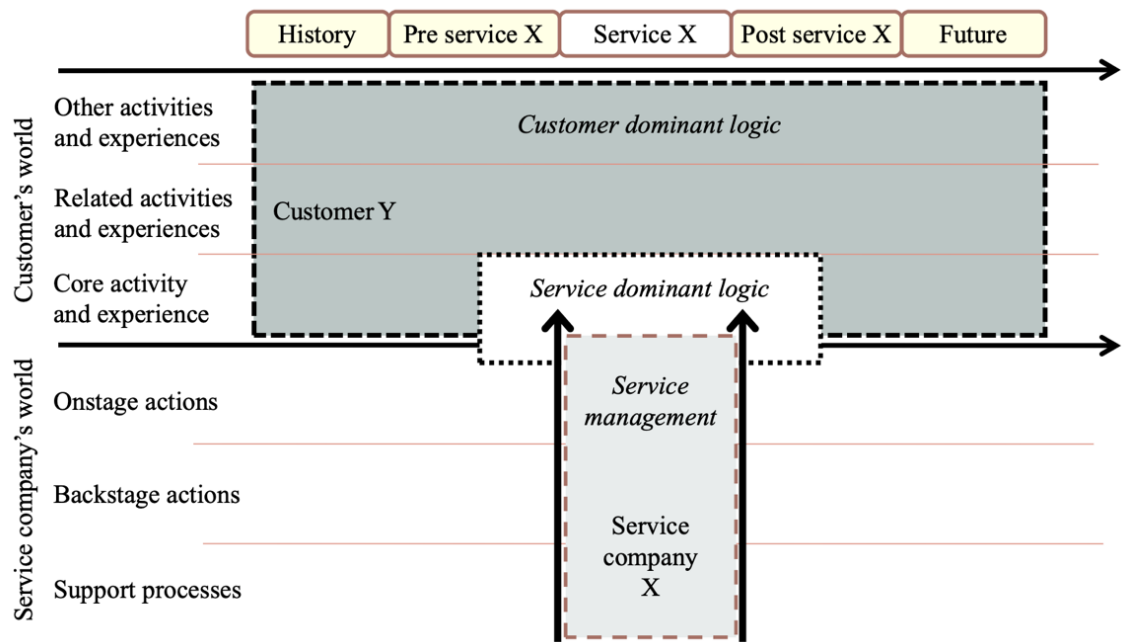 History
Pre service X
Service X
Post service X
Future
Customer's world
Other activities
and experiences
Customer dominant logic
Related activities
and experiences
Customer Y
Core activity
and experience
Service dominant logic
Service company's world
Onstage actions
Service
management
Backstage actions
Service
company
X
Support processes